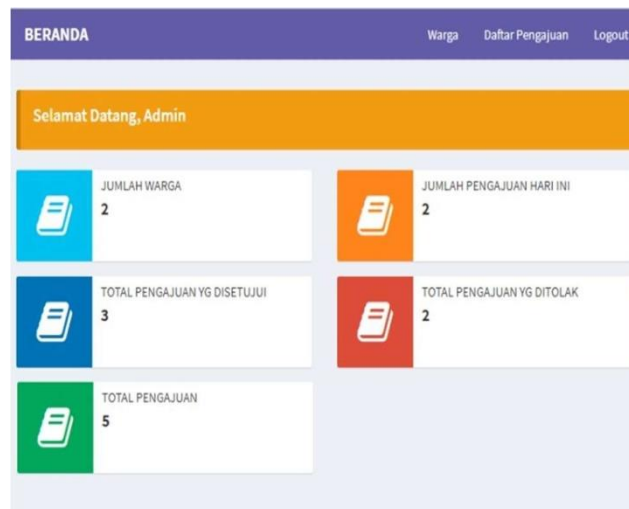 BERANDA
Warga
Daftar Pengajuan
Logout
Selamat Datang, Admin
JUMLAH WARGA
2
JUMLAH PENGAJUAN HARI INI
2
TOTAL PENGAJUAN YG DISETUJUI
3
TOTAL PENGAJUAN YG DITOLAK
2
TOTAL PENGAJUAN
5